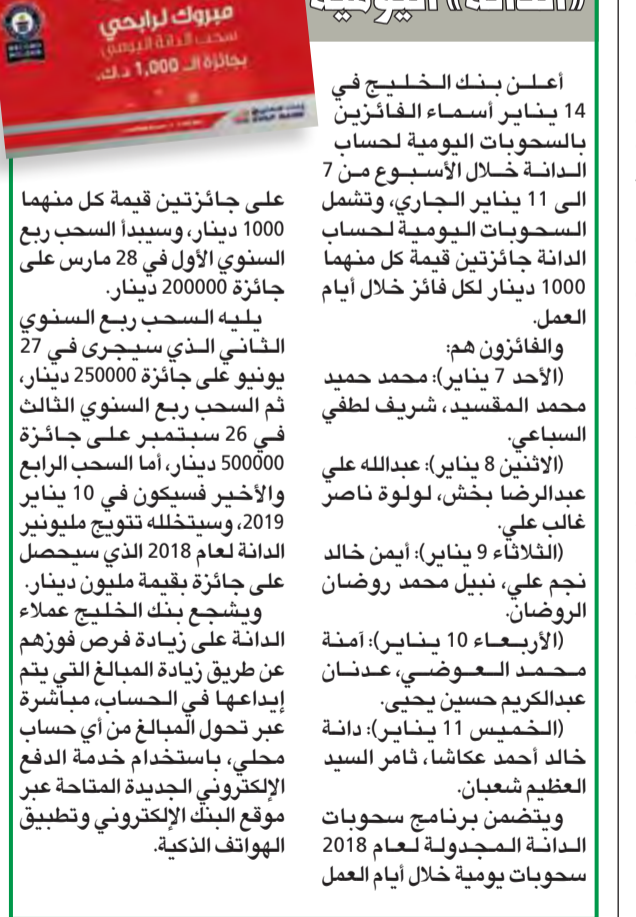 «الدانة» اليومية
مبروك لرابحي
سحب الدانة اليومي
بجائزة الـ 1,000 د.ك.
أعلن بنك الخليج في
14 يناير أسماء الفائزين
بالسحوبات اليومية لحساب
الدانة خلال الأسبوع من 7
الى 11 يناير الجاري، وتشمل
السحوبات اليومية لحساب
الدانة جائزتين قيمة كل منهما
1000 دينار لكل فائز خلال أيام
العمل.
والفائزون هم:
(الأحد 7 يناير): محمد حميد
محمد المقسيد، شريف لطفي
السباعي.
(الاثنين 8 يناير): عبدالله علي
عبدالرضا بخش، لولوة ناصر
غالب علي.
(الثلاثاء 9 يناير): أيمن خالد
نجم علي، نبيل محمد روضان
الروضان.
(الأربعاء 10 يناير): آمنة
محمد العوضي، عدنان
عبدالكريم حسين يحيى.
(الخميس 11 يناير): دانة
خالد أحمد عكاشا، ثامر السيد
العظيم شعبان.
ويتضمن برنامج سحوبات
الدانة المجدولة لعام 2018
سحوبات يومية خلال أيام العمل
على جائزتين قيمة كل منهما
1000 دينار، وسيبدأ السحب ربع
السنوي الأول في 28 مارس على
جائزة 200000 دينار.
يليه السحب ربع السنوي
الثاني الذي سيجرى في 27
يونيو على جائزة 250000 دينار،
ثم السحب ربع السنوي الثالث
في 26 سبتمبر على جائزة
500000 دينار، أما السحب الرابع
والأخير فسيكون في 10 يناير
2019، وسيتخلله تتويج مليونير
الدانة لعام 2018 الذي سيحصل
على جائزة بقيمة مليون دينار.
ويشجع بنك الخليج عملاء
الدانة على زيادة فرص فوزهم
عن طريق زيادة المبالغ التي يتم
إيداعها في الحساب، مباشرة
عبر تحول المبالغ من أي حساب
محلي، باستخدام خدمة الدفع
الإلكتروني الجديدة المتاحة عبر
موقع البنك الإلكتروني وتطبيق
الهواتف الذكية.